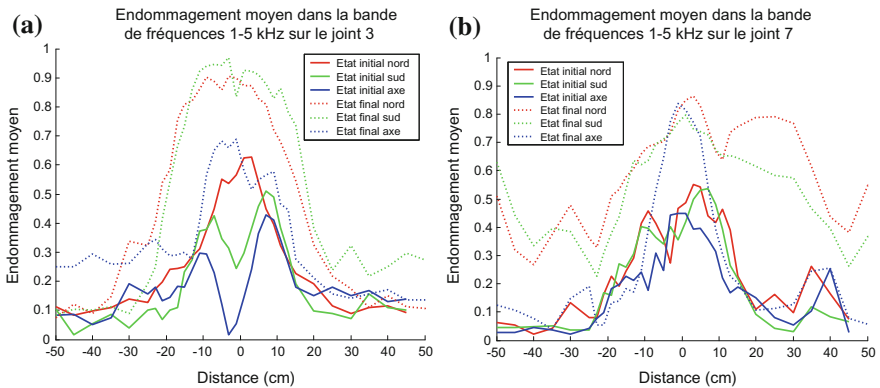 (a)
Endommagement moyen dans la bande
de fréquences 1-5 kHz sur le joint 3
Endommagement moyen
1
0.9
0.8
0.7
0.6
0.5
0.4
0.3
0.2
0.1
0
Etat initial nord
Etat initial sud
Etat initial axe
Etat final nord
Etat final sud
Etat final axe
-50 -40 -30 -20 -10 0 10 20 30 40 50
Distance (cm)
(b)
Endommagement moyen dans la bande
de fréquences 1-5 kHz sur le joint 7
Endommagement moyen
1
0.9
0.8
0.7
0.6
0.5
0.4
0.3
0.2
0.1
0
Etat initial nord
Etat initial sud
Etat initial axe
Etat final nord
Etat final sud
Etat final axe
-50 -40 -30 -20 -10 0 10 20 30 40 50
Distance (cm)